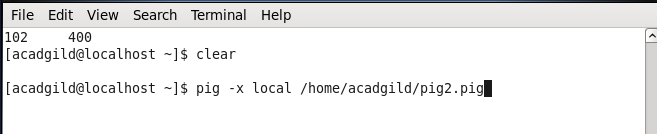 File Edit View Search Terminal Help
102     400
[acadgild@localhost ~]$ clear
[acadgild@localhost ~]$ pig -x local /home/acadgild/pig2.pig